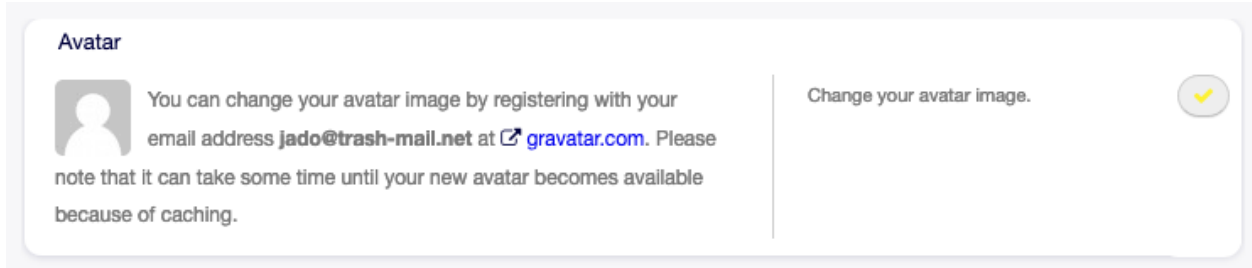 Avatar
You can change your avatar image by registering with your
email address jado@trash-mail.net at gravatar.com. Please
note that it can take some time until your new avatar becomes available
because of caching.
Change your avatar image.